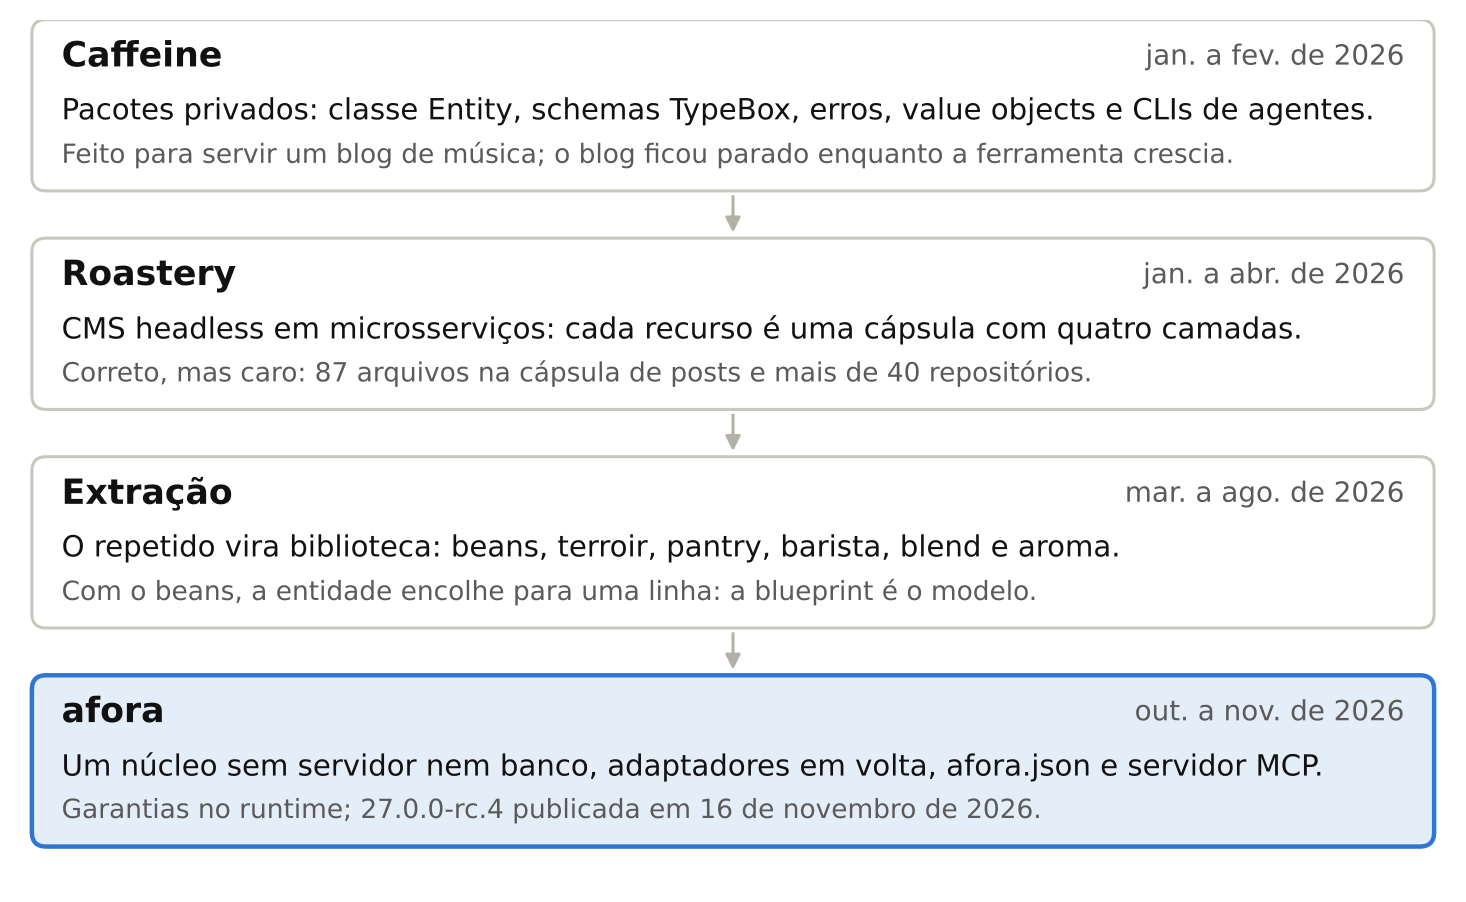 Caffeine
jan. a fev. de 2026
Pacotes privados: classe Entity, schemas TypeBox, erros, value objects e CLIs de agentes.
Feito para servir um blog de música; o blog ficou parado enquanto a ferramenta crescia.
Roastery
jan. a abr. de 2026
CMS headless em microsserviços: cada recurso é uma cápsula com quatro camadas.
Correto, mas caro: 87 arquivos na cápsula de posts e mais de 40 repositórios.
Extração
mar. a ago. de 2026
O repetido vira biblioteca: beans, terroir, pantry, barista, blend e aroma.
Com o beans, a entidade encolhe para uma linha: a blueprint é o modelo.
afora
out. a nov. de 2026
Um núcleo sem servidor nem banco, adaptadores em volta, afora.json e servidor MCP.
Garantias no runtime; 27.0.0-rc.4 publicada em 16 de novembro de 2026.